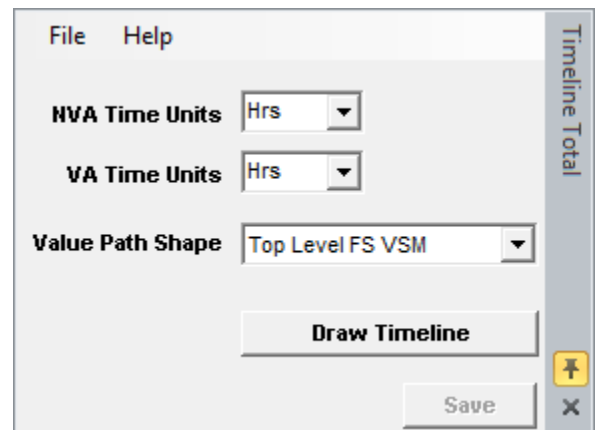 File Help
NVA Time Units Hrs
VA Time Units Hrs
Value Path Shape Top Level FS VSM
Draw Timeline
Save
Timeline Total